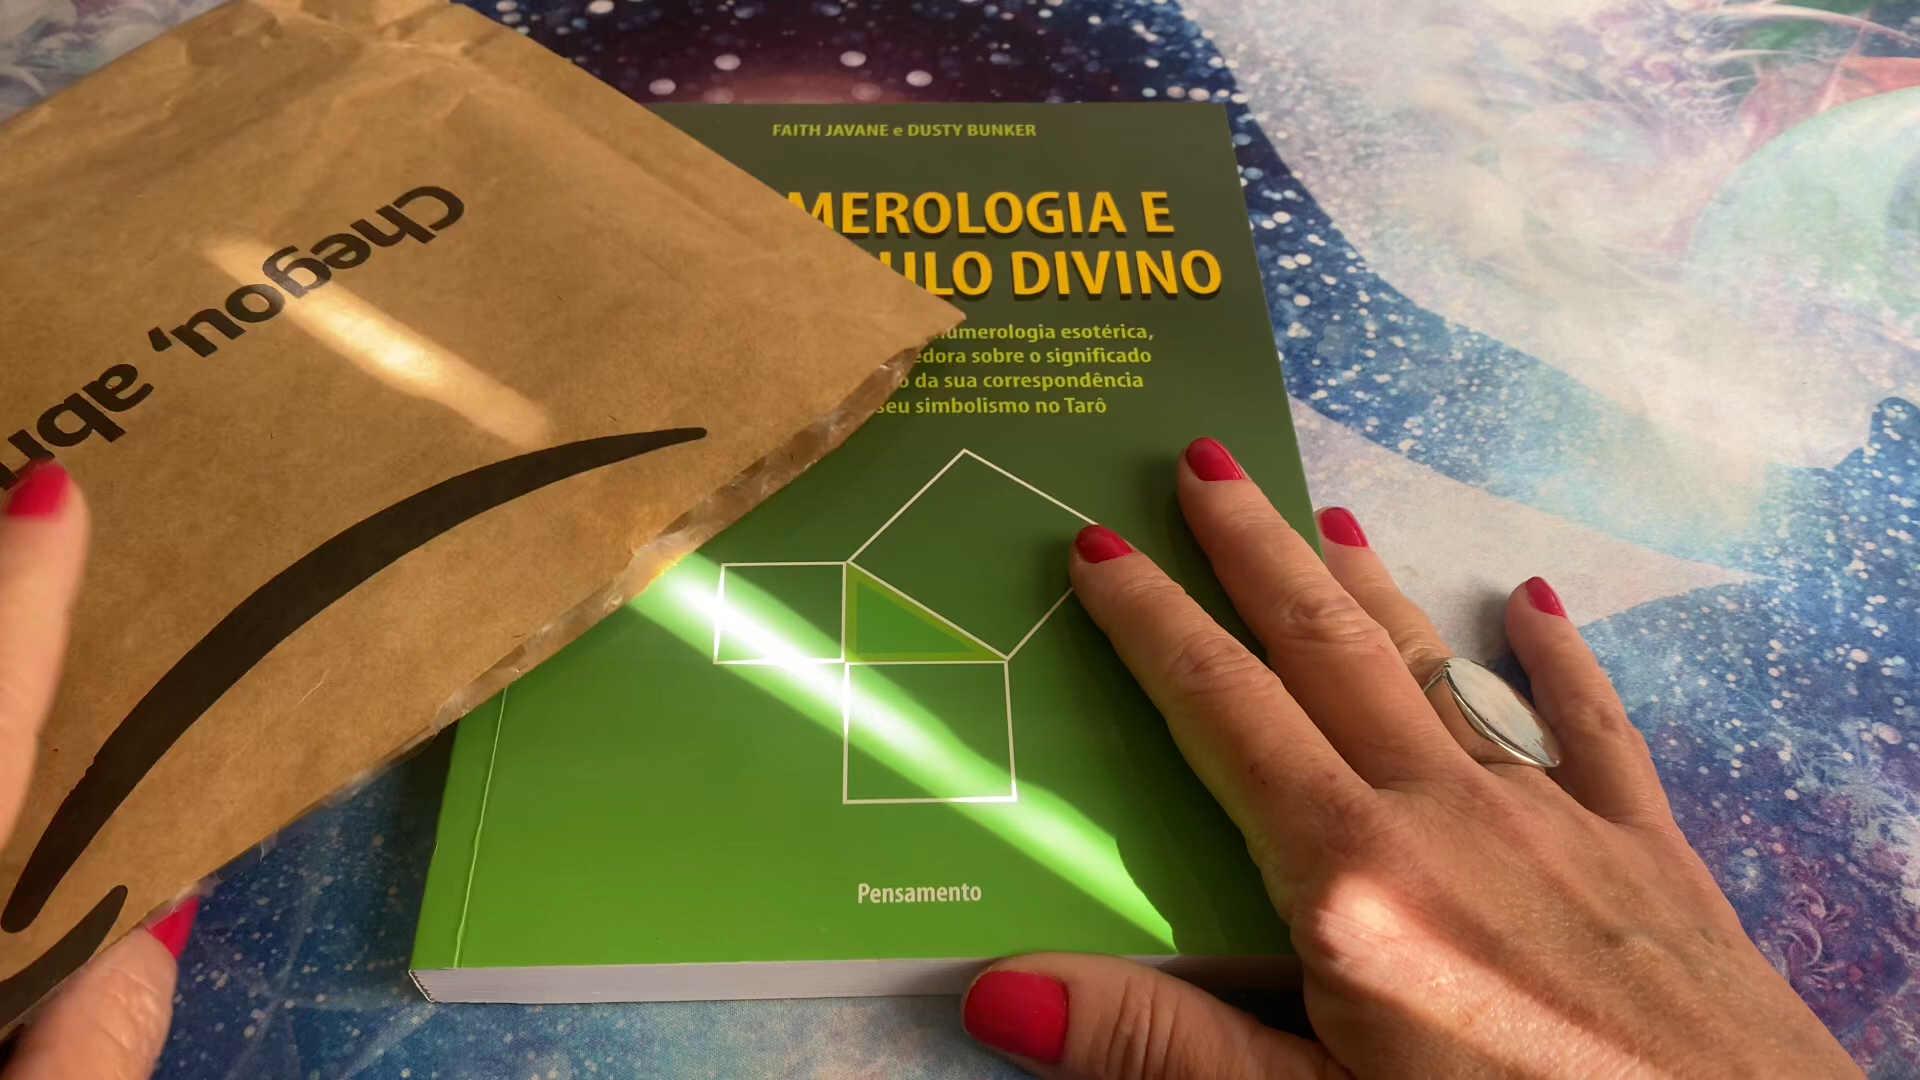 Chegou,
FAITH JAVANE e DUSTY BUNKER
MEROLOGIA E
ULO DIVINO
numerologia esotérica,
edora sobre o significado
o da sua correspondência
seu simbolismo no Tarô
Pensamento